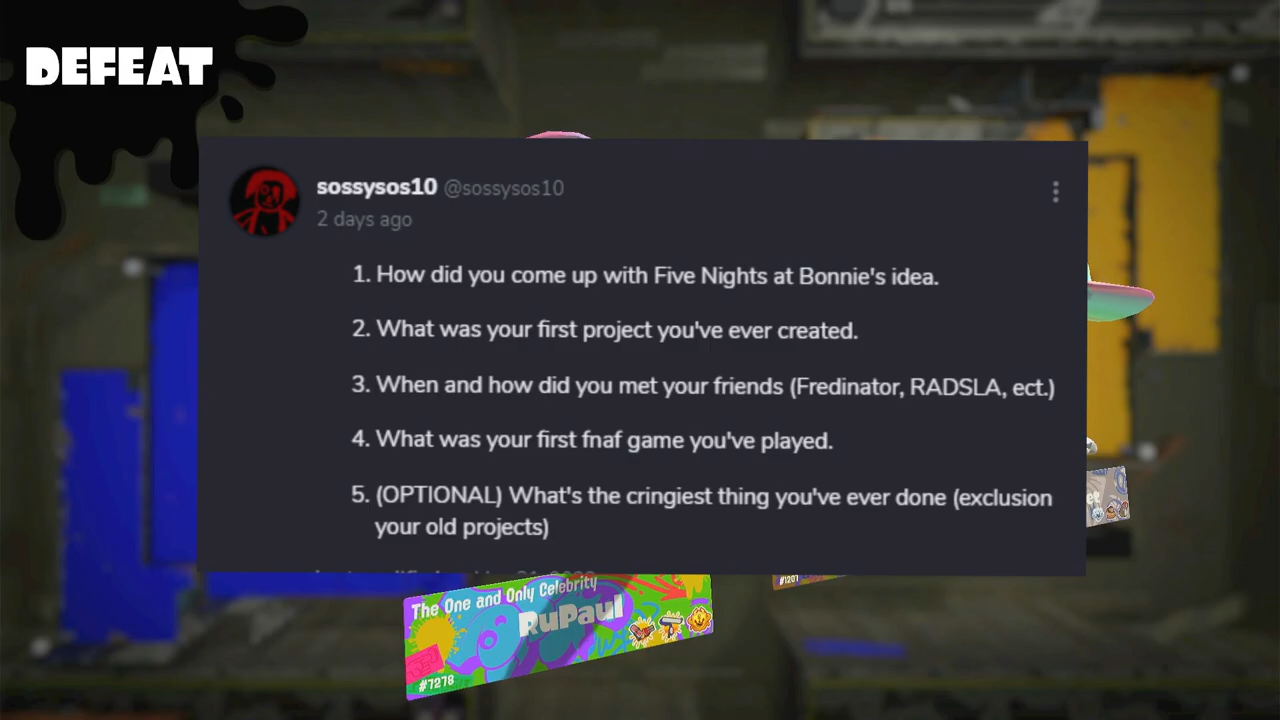 DEFEAT
sossysos10 @sossysos10
2 days ago
1. How did you come up with Five Nights at Bonnie's idea.
2. What was your first project you've ever created.
3. When and how did you met your friends (Fredinator, RADSLA, ect.)
4. What was your first fnaf game you've played.
5. (OPTIONAL) What's the cringiest thing you've ever done (exclusion
your old projects)
The One and Only Celebrity
RuPaul
#7278
#1201